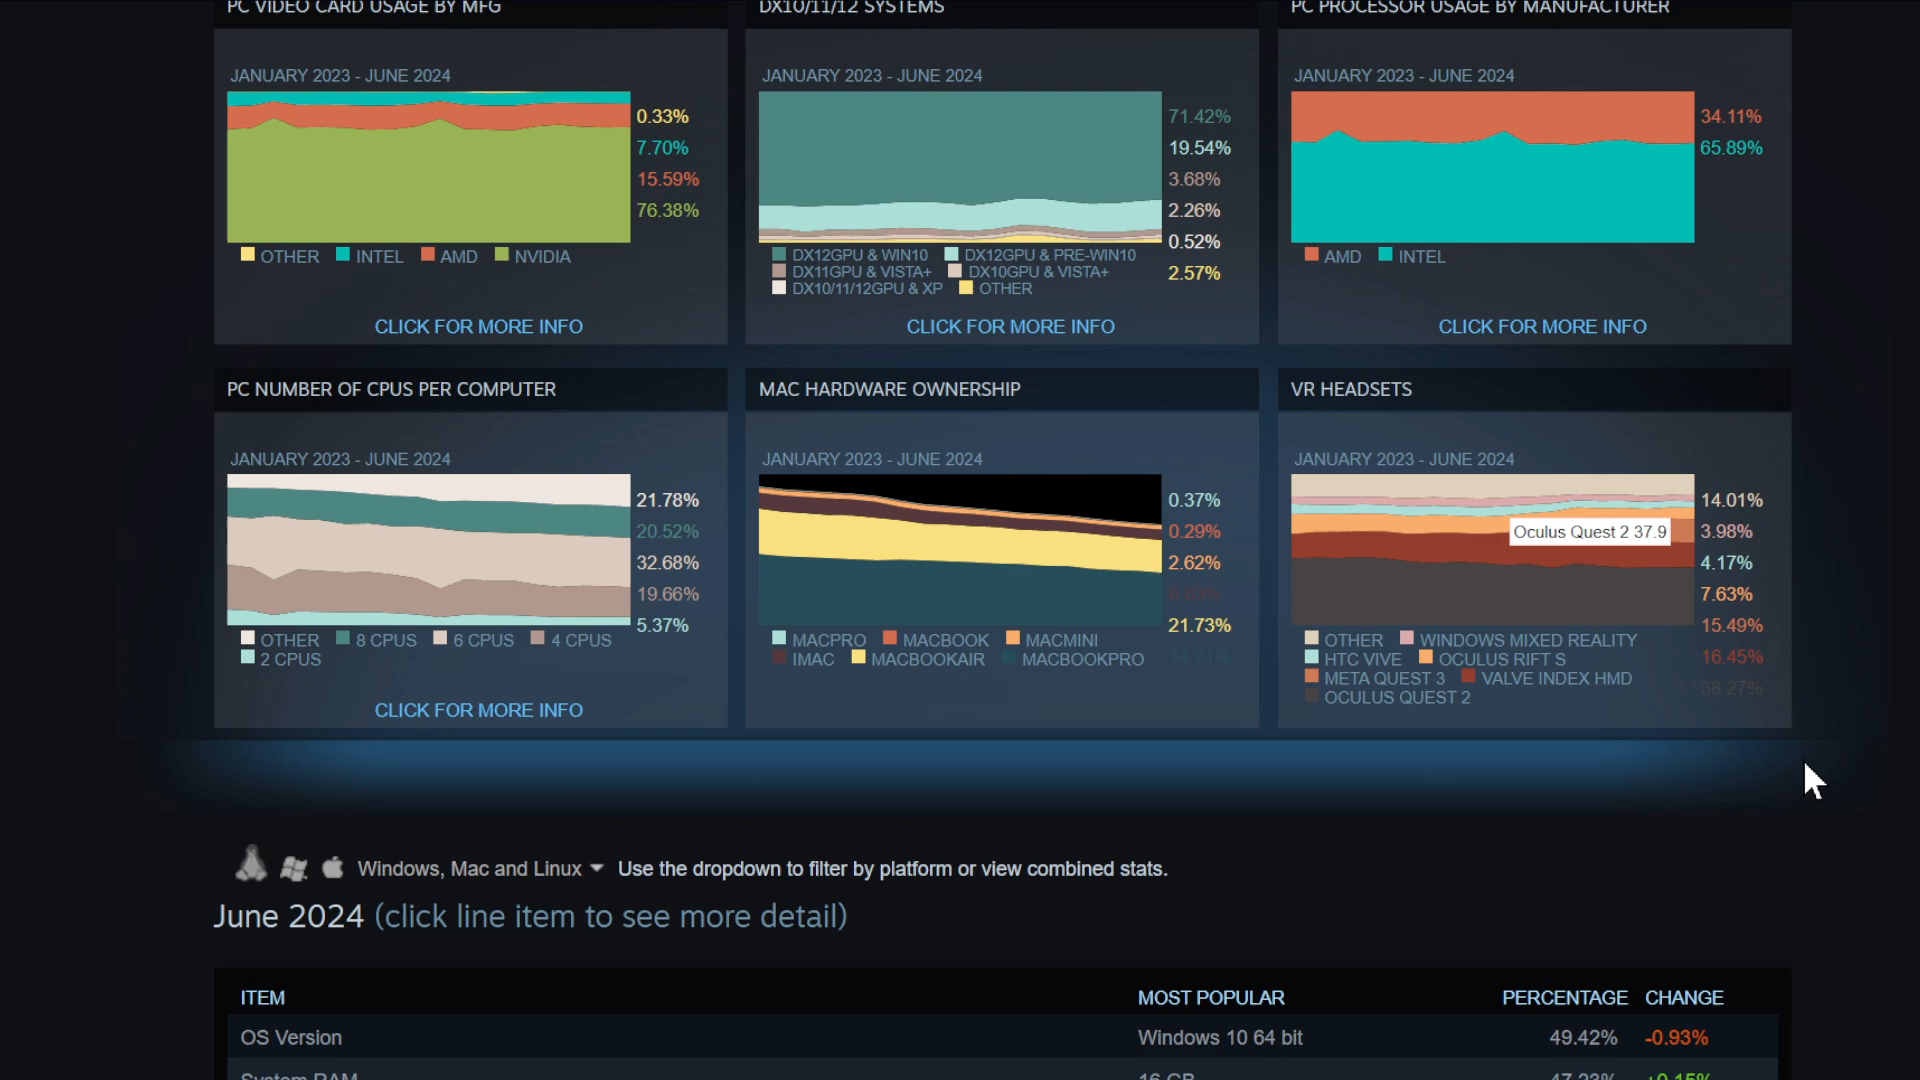 PC VIDEO CARD USAGE BY MFG
JANUARY 2023 - JUNE 2024
0.33%
7.70%
15.59%
76.38%
OTHER INTEL AMD NVIDIA
CLICK FOR MORE INFO
DX10/11/12 SYSTEMS
JANUARY 2023 - JUNE 2024
71.42%
19.54%
3.68%
2.26%
0.52%
2.57%
DX12GPU & WIN10 DX12GPU & PRE-WIN10
DX11GPU & VISTA+ DX10GPU & VISTA+
DX10/11/12GPU & XP OTHER
CLICK FOR MORE INFO
PC PROCESSOR USAGE BY MANUFACTURER
JANUARY 2023 - JUNE 2024
34.11%
65.89%
AMD INTEL
CLICK FOR MORE INFO
PC NUMBER OF CPUS PER COMPUTER
JANUARY 2023 - JUNE 2024
21.78%
20.52%
32.68%
19.66%
5.37%
OTHER 8 CPUS 6 CPUS 4 CPUS
2 CPUS
CLICK FOR MORE INFO
MAC HARDWARE OWNERSHIP
JANUARY 2023 - JUNE 2024
0.37%
0.29%
2.62%
21.73%
34.71%
MACPRO MACBOOK MACMINI
IMAC MACBOOKAIR MACBOOKPRO
VR HEADSETS
JANUARY 2023 - JUNE 2024
Oculus Quest 2 37.9
14.01%
3.98%
4.17%
7.63%
15.49%
16.45%
38.27%
OTHER WINDOWS MIXED REALITY
HTC VIVE OCULUS RIFT S
META QUEST 3 VALVE INDEX HMD
OCULUS QUEST 2
Windows, Mac and Linux Use the dropdown to filter by platform or view combined stats.
June 2024 (click line item to see more detail)
ITEM MOST POPULAR PERCENTAGE CHANGE
OS Version Windows 10 64 bit 49.42% -0.93%
System RAM 16 GB 47.23% +0.15%